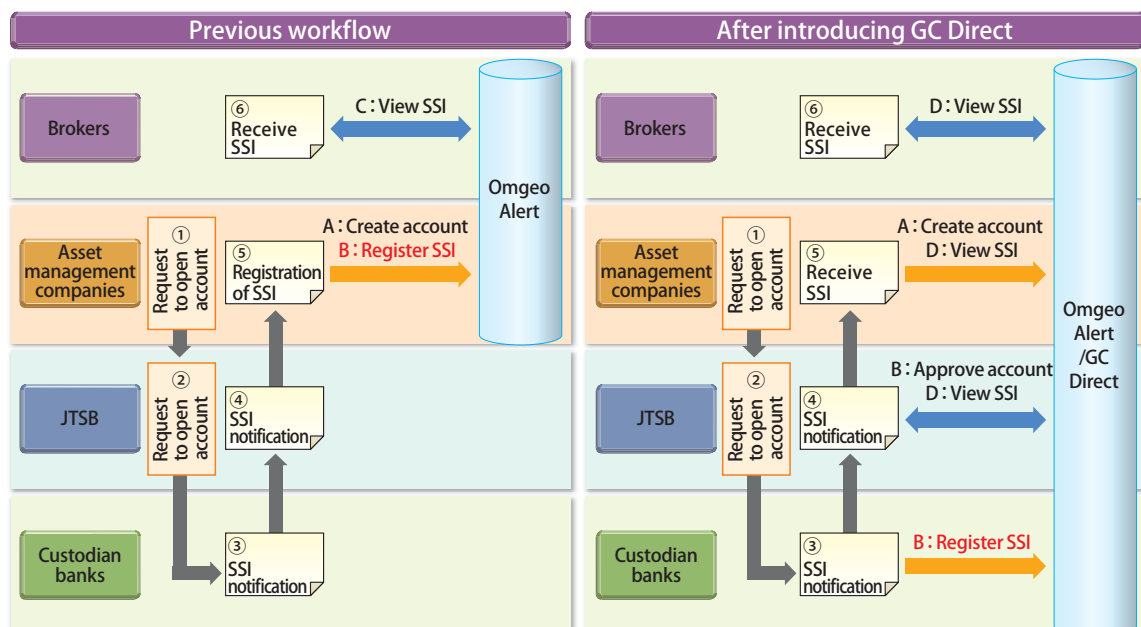 Previous workflow
Brokers
⑥
Receive
SSI
C：View SSI
Omgeo
Alert
Asset
management
companies
①
Request
to open
account
⑤
Registration
of SSI
A：Create account
B：Register SSI
JTSB
②
Request
to open
account
④
SSI
notification
Custodian
banks
③
SSI
notification
After introducing GC Direct
Brokers
⑥
Receive
SSI
D：View SSI
Asset
management
companies
①
Request
to open
account
⑤
Receive
SSI
A：Create account
D：View SSI
Omgeo
Alert
/GC
Direct
JTSB
②
Request
to open
account
④
SSI
notification
B：Approve account
D：View SSI
Custodian
banks
③
SSI
notification
B：Register SSI